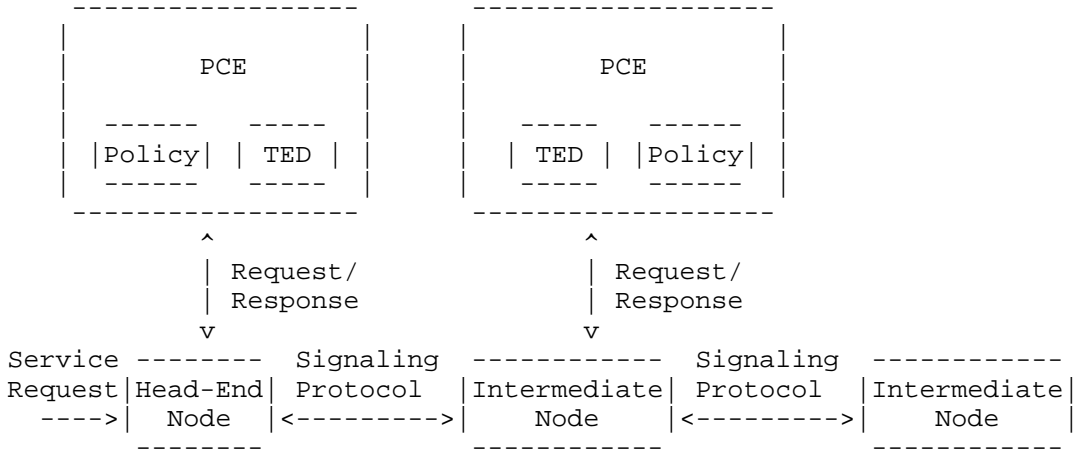 PCE PCE
Policy TED TED Policy
Request/ Request/
Response Response
Service Signaling Signaling
Request Head-End Protocol Intermediate Protocol Intermediate
Node Node Node